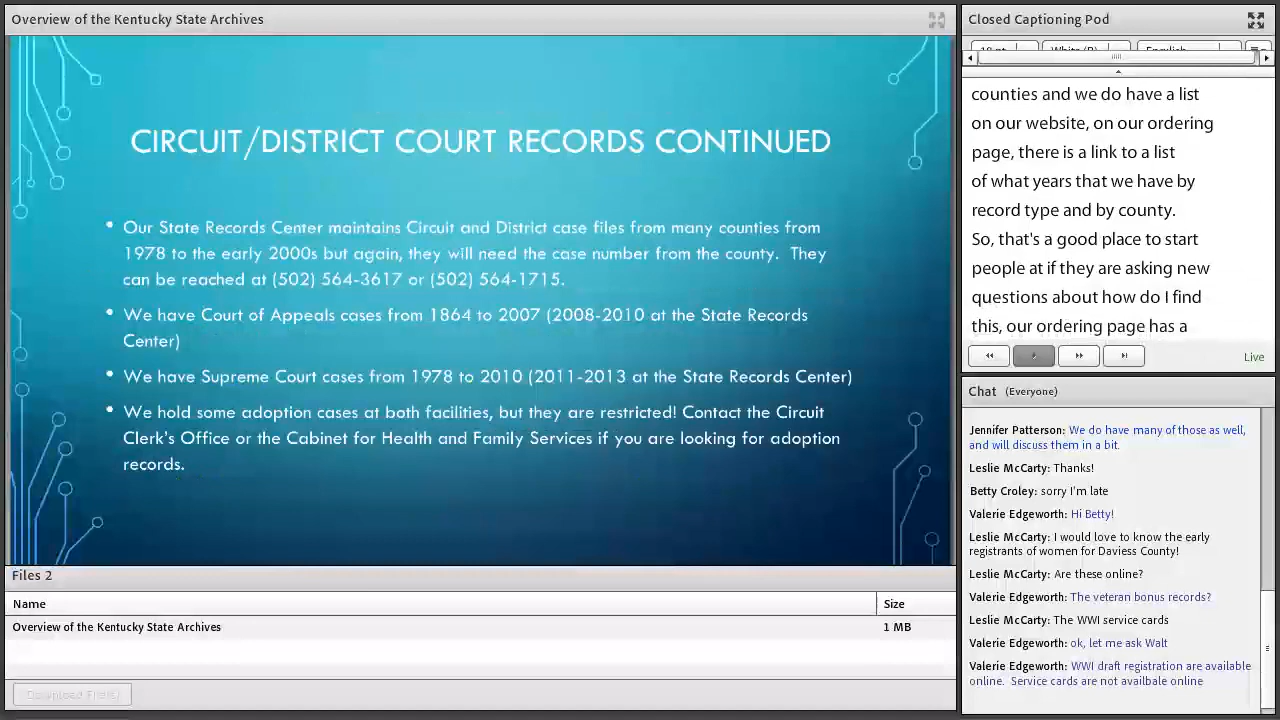 Overview of the Kentucky State Archives
CIRCUIT/DISTRICT COURT RECORDS CONTINUED
• Our State Records Center maintains Circuit and District case files from many counties from
1978 to the early 2000s but again, they will need the case number from the county. They
can be reached at (502) 564-3617 or (502) 564-1715.
• We have Court of Appeals cases from 1864 to 2007 (2008-2010 at the State Records
Center)
• We have Supreme Court cases from 1978 to 2010 (2011-2013 at the State Records Center)
• We hold some adoption cases at both facilities, but they are restricted! Contact the Circuit
Clerk's Office or the Cabinet for Health and Family Services if you are looking for adoption
records.
Files 2
Name Size
Overview of the Kentucky State Archives 1 MB
Download File(s)
Closed Captioning Pod
counties and we do have a list
on our website, on our ordering
page, there is a link to a list
of what years that we have by
record type and by county.
So, that's a good place to start
people at if they are asking new
questions about how do I find
this, our ordering page has a
Live
Chat (Everyone)
Jennifer Patterson: We do have many of those as well,
and will discuss them in a bit.
Leslie McCarty: Thanks!
Betty Croley: sorry I'm late
Valerie Edgeworth: Hi Betty!
Leslie McCarty: I would love to know the early
registrants of women for Daviess County!
Leslie McCarty: Are these online?
Valerie Edgeworth: The veteran bonus records?
Leslie McCarty: The WWI service cards
Valerie Edgeworth: ok, let me ask Walt
Valerie Edgeworth: WWI draft registration are available
online. Service cards are not availbale online